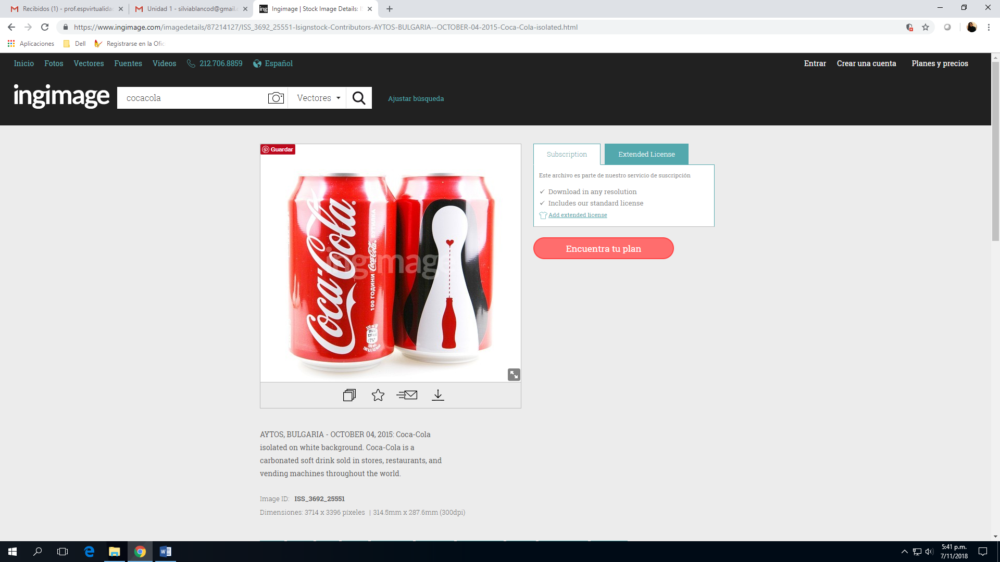 Recibidos (1) - prof.espvirtualidad
Unidad 1 - silviablancod@gmail.c
Ingimage | Stock Image Details: I
https://www.ingimage.com/imagedetails/87214127/ISS_3692_25551-Isignstock-Contributors-AYTOS-BULGARIA--OCTOBER-04-2015-Coca-Cola-isolated.html
Aplicaciones
Dell
Registrarse en la Ofic
Inicio Fotos Vectores Fuentes Videos 212.706.8859 Español
Entrar Crear una cuenta Planes y precios
ingimage
cocacola
Vectores
Ajustar búsqueda
Guardar
Coca-Cola
100 ГОДИНИ Coca-Cola БУТИЛКА
ingimage
Subscription
Extended License
Este archivo es parte de nuestro servicio de suscripción
Download in any resolution
Includes our standard license
Add extended license
Encuentra tu plan
AYTOS, BULGARIA - OCTOBER 04, 2015: Coca-Cola
isolated on white background. Coca-Cola is a
carbonated soft drink sold in stores, restaurants, and
vending machines throughout the world.
Image ID: ISS_3692_25551
Dimensiones: 3714 x 3396 píxeles | 314.5mm x 287.6mm (300dpi)
5:41 p.m.
7/11/2018